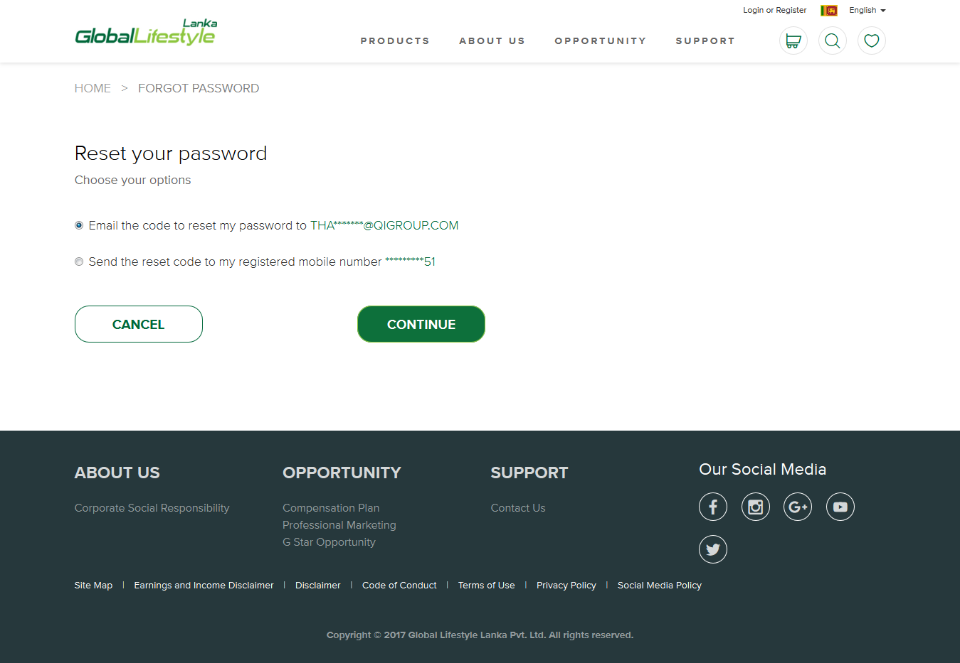 Login or Register English
Lanka
GlobalLifestyle
PRODUCTS ABOUT US OPPORTUNITY SUPPORT
HOME > FORGOT PASSWORD
Reset your password
Choose your options
Email the code to reset my password to THA*******@QIGROUP.COM
Send the reset code to my registered mobile number *********51
CANCEL CONTINUE
ABOUT US OPPORTUNITY SUPPORT Our Social Media
Corporate Social Responsibility Compensation Plan Contact Us
Professional Marketing
G Star Opportunity
Site Map | Earnings and Income Disclaimer | Disclaimer | Code of Conduct | Terms of Use | Privacy Policy | Social Media Policy
Copyright © 2017 Global Lifestyle Lanka Pvt. Ltd. All rights reserved.